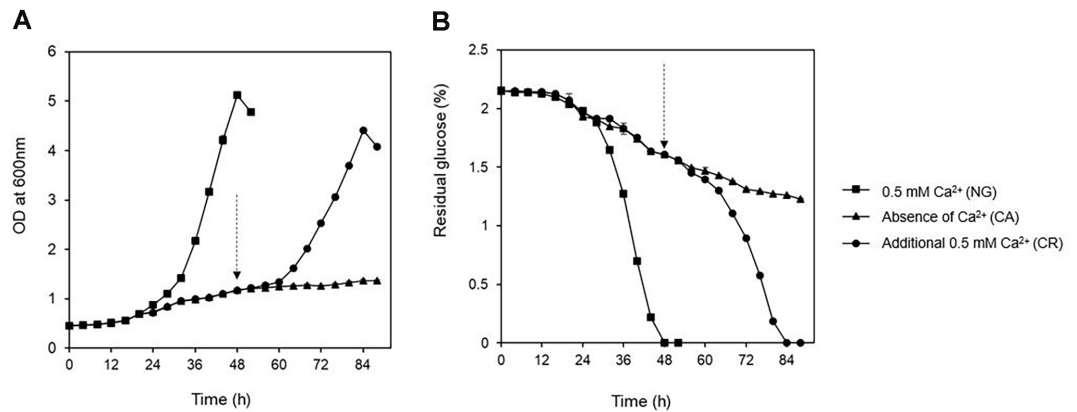 A
B
OD at 600nm
6
5
4
3
2
1
0
0 12 24 36 48 60 72 84
Time (h)
Residual glucose (%)
2.5
2
1.5
1
0.5
0
0 12 24 36 48 60 72 84
Time (h)
0.5 mM Ca²⁺ (NG)
Absence of Ca²⁺ (CA)
Additional 0.5 mM Ca²⁺ (CR)